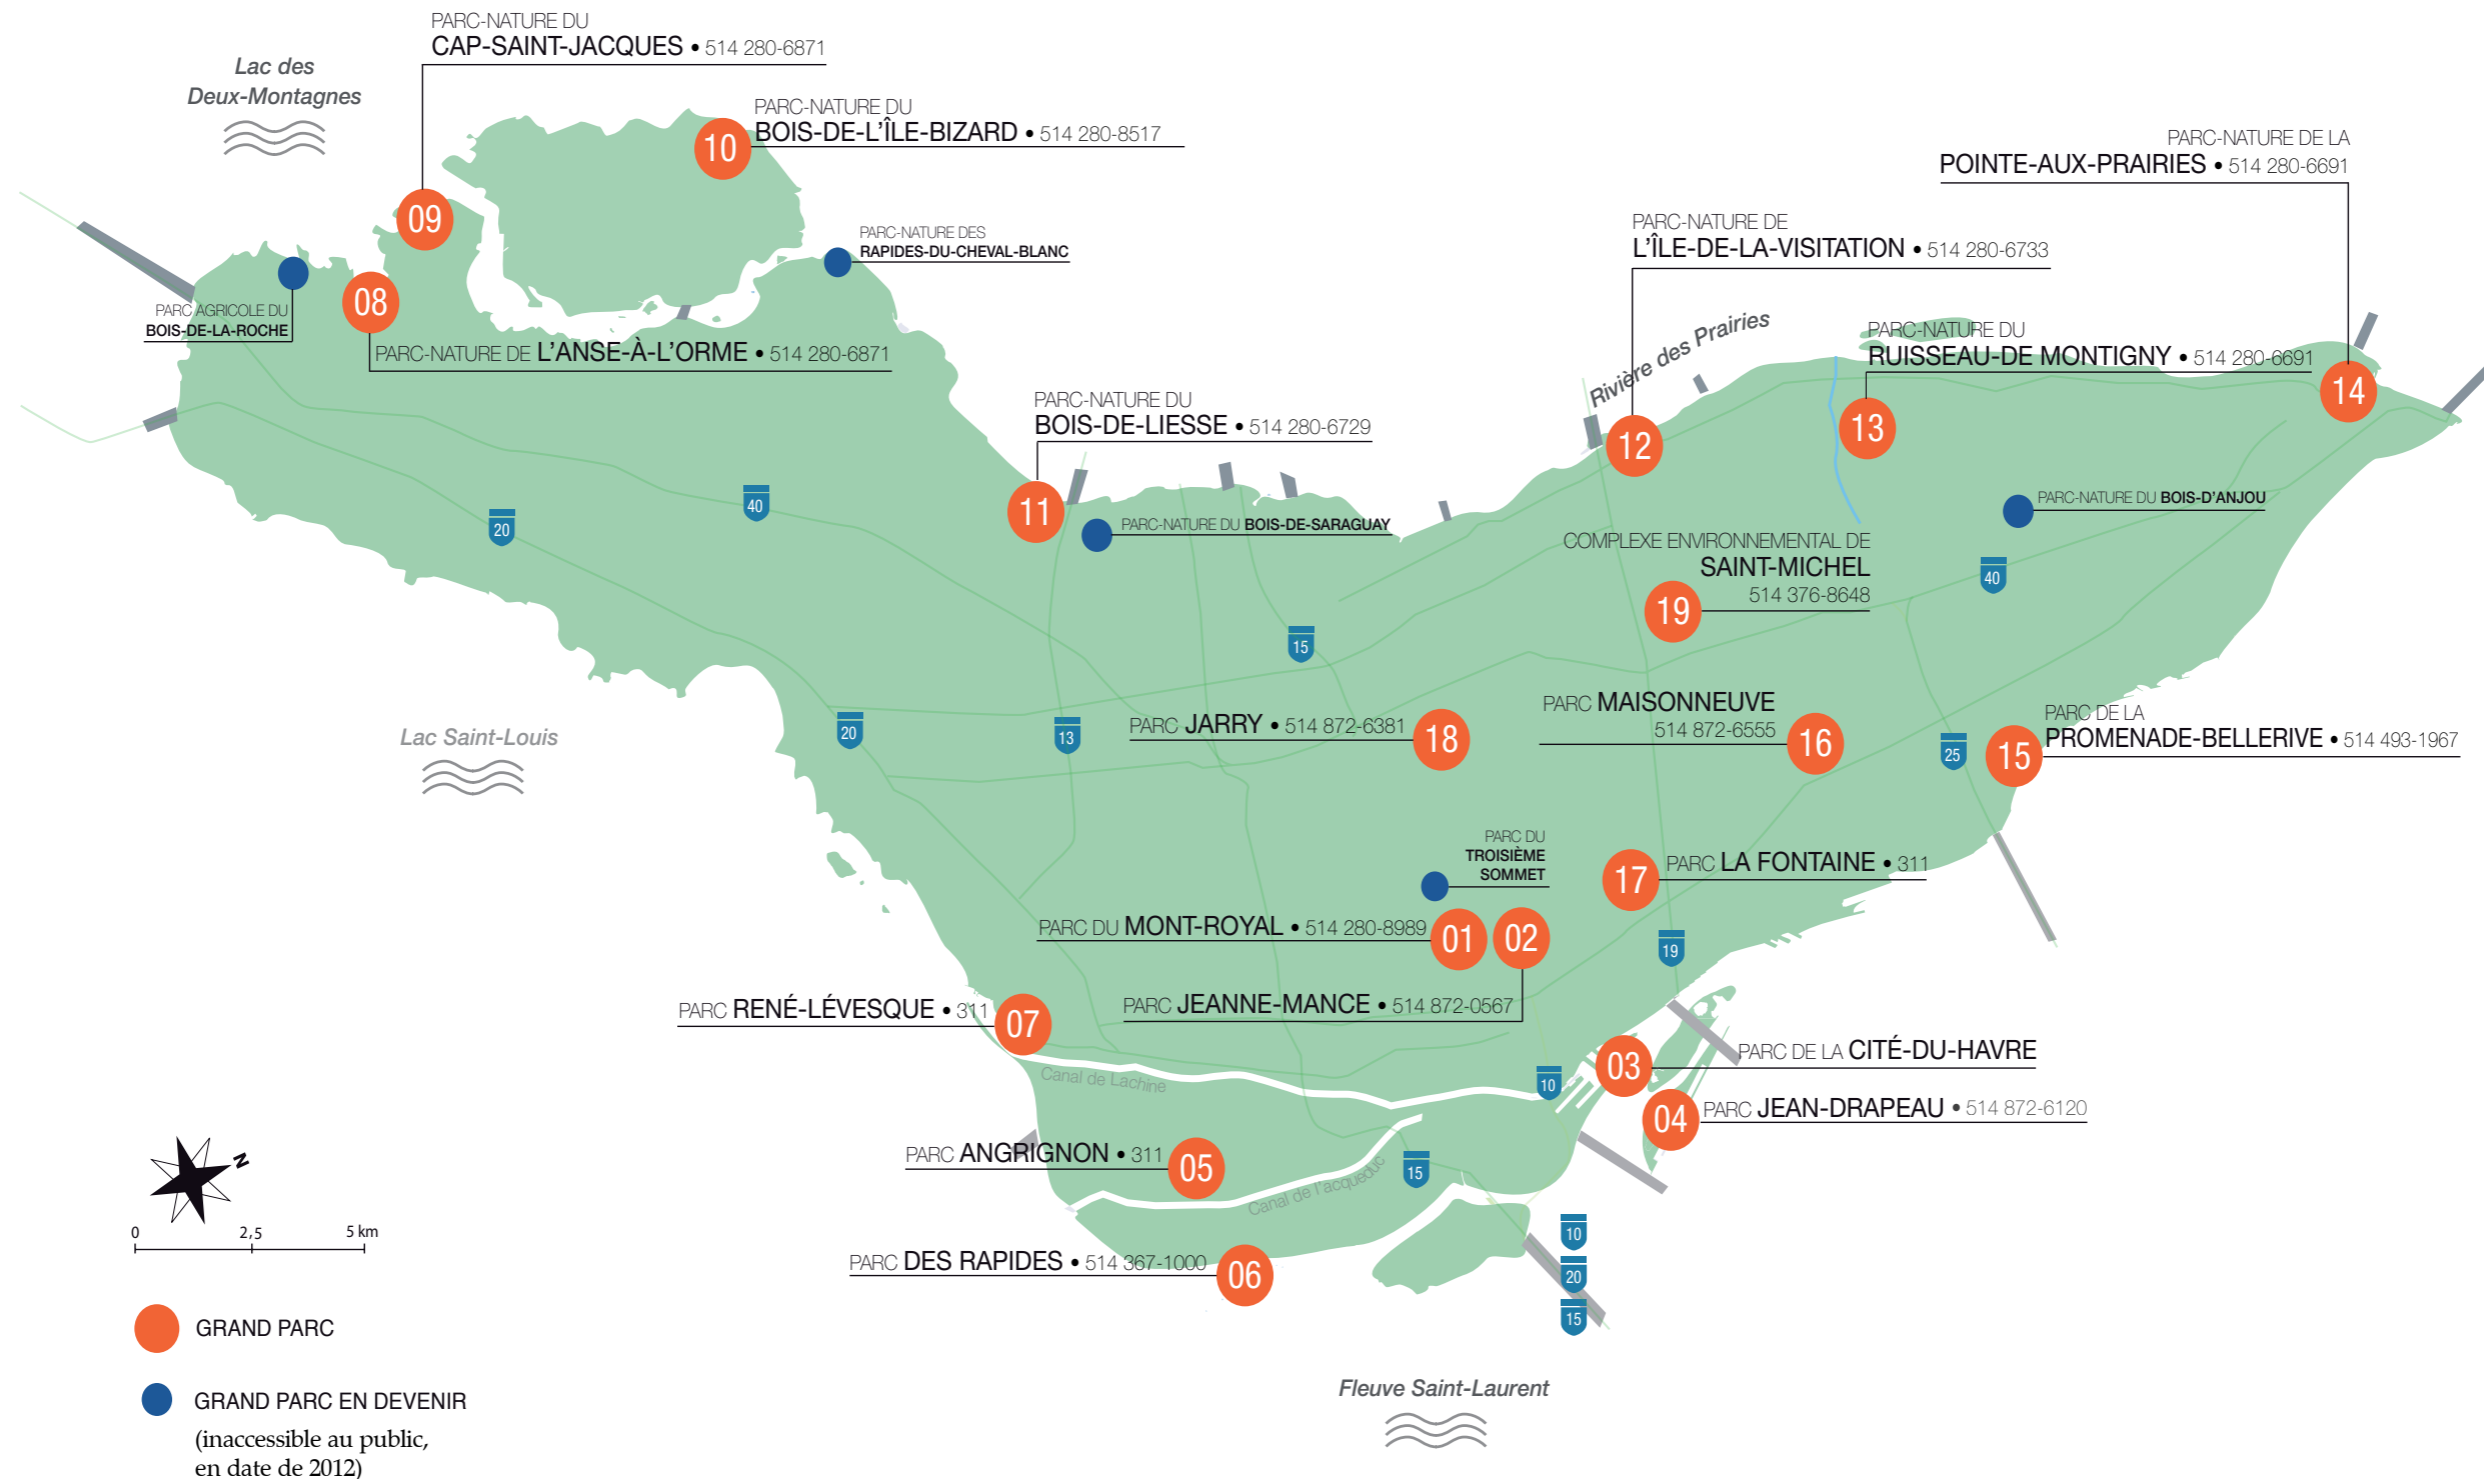 PARC-NATURE DU
CAP-SAINT-JACQUES • 514 280-6871
Lac des
Deux-Montagnes
PARC-NATURE DU
BOIS-DE-L'ÎLE-BIZARD • 514 280-8517
10
PARC-NATURE DE LA
POINTE-AUX-PRAIRIES • 514 280-6691
09
PARC-NATURE DES
RAPIDES-DU-CHEVAL-BLANC
PARC-NATURE DE
L'ÎLE-DE-LA-VISITATION • 514 280-6733
08
PARC AGRICOLE DU
BOIS-DE-LA-ROCHE
PARC-NATURE DE L'ANSE-À-L'ORME • 514 280-6871
Rivière des Prairies
PARC-NATURE DU
RUISSEAU-DE MONTIGNY • 514 280-6691
14
PARC-NATURE DU
BOIS-DE-LIESSE • 514 280-6729
12
13
40
20
11
PARC-NATURE DU BOIS-DE-SARAGUAY
PARC-NATURE DU BOIS-D'ANJOU
COMPLEXE ENVIRONNEMENTAL DE
SAINT-MICHEL
514 376-8648
19
40
15
20
13
Lac Saint-Louis
PARC JARRY • 514 872-6381
18
PARC MAISONNEUVE
514 872-6555
16
25
15
PARC DE LA
PROMENADE-BELLERIVE • 514 493-1967
PARC DU
TROISIÈME
SOMMET
17
PARC LA FONTAINE • 311
PARC DU MONT-ROYAL • 514 280-8989
01
02
19
PARC JEANNE-MANCE • 514 872-0567
PARC RENÉ-LÉVESQUE • 311
07
Canal de Lachine
10
03
PARC DE LA CITÉ-DU-HAVRE
04
PARC JEAN-DRAPEAU • 514 872-6120
PARC ANGRIGNON • 311
05
Canal de l'acqueduc
15
PARC DES RAPIDES • 514 367-1000
06
10
20
15
N
0 2,5 5 km
GRAND PARC
GRAND PARC EN DEVENIR
(inaccessible au public,
en date de 2012)
Fleuve Saint-Laurent